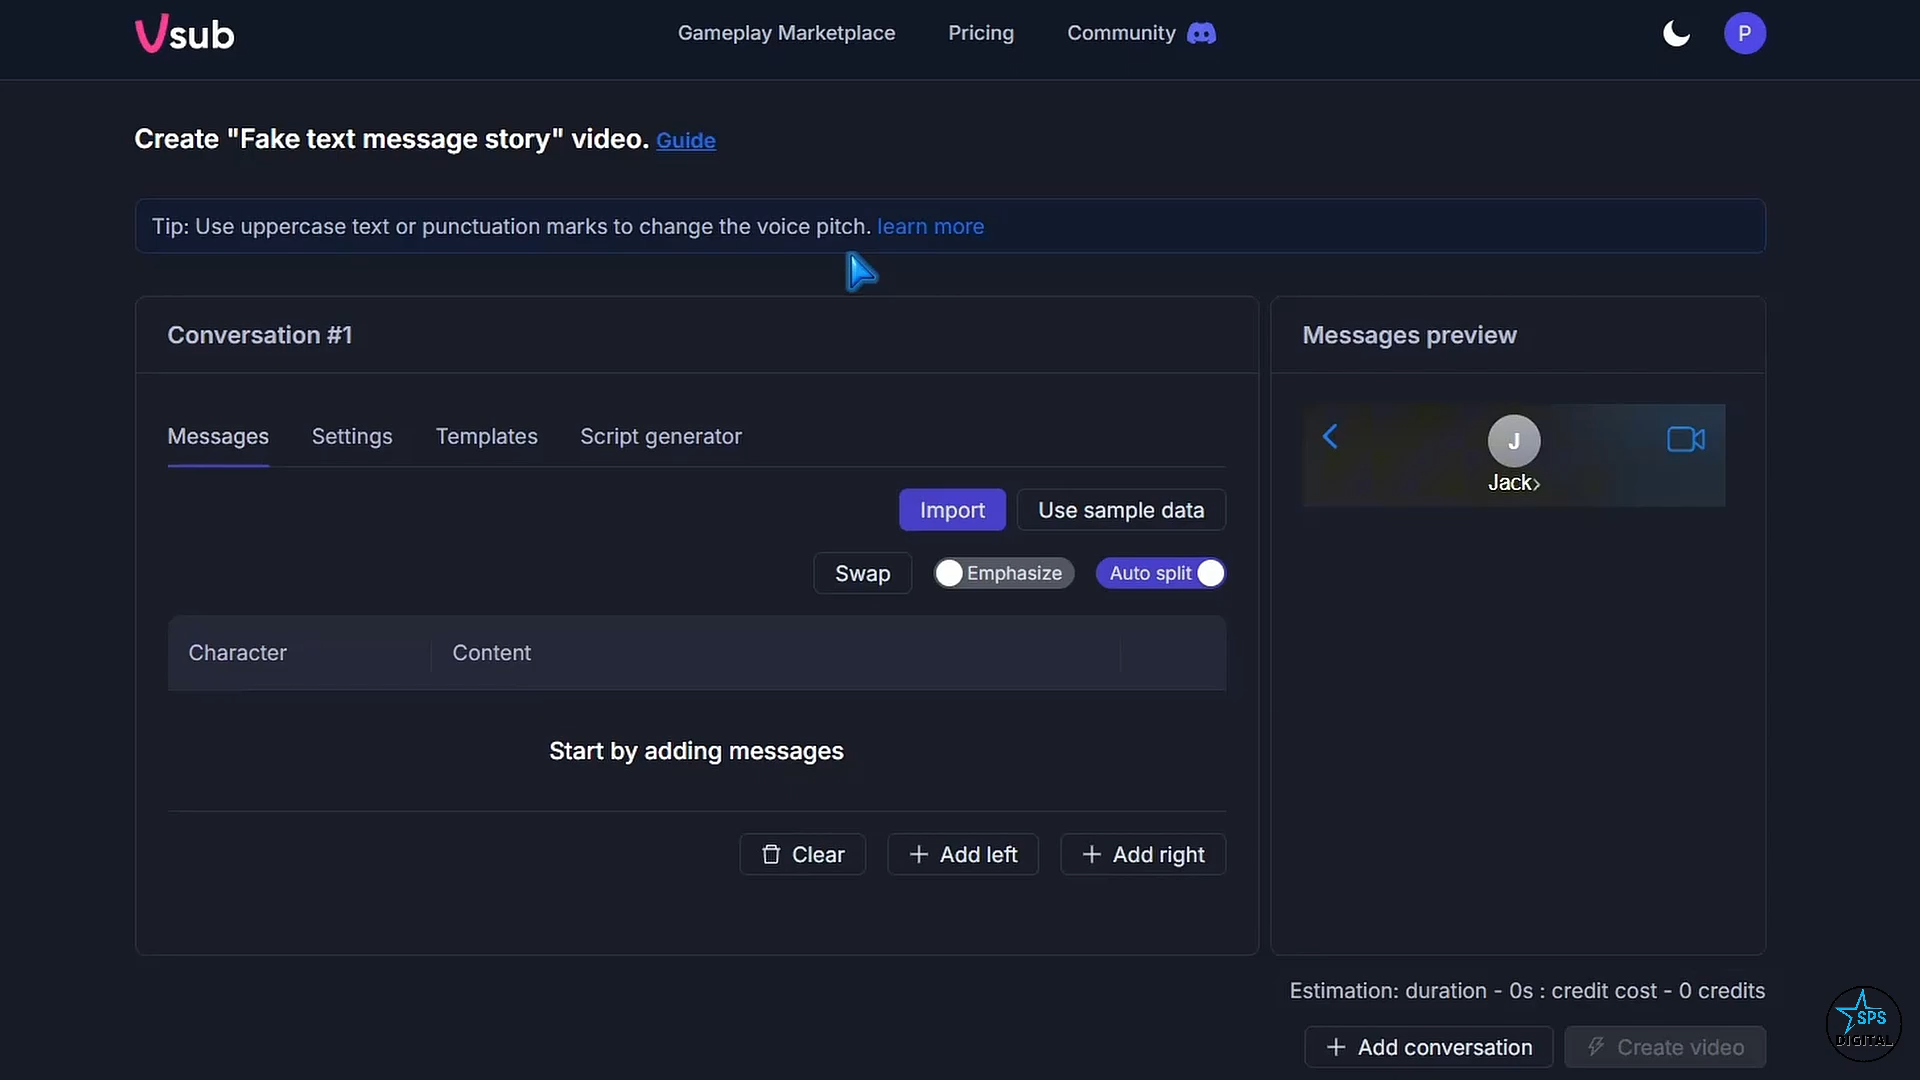 Vsub
Gameplay Marketplace
Pricing
Community
P
Create "Fake text message story" video. Guide
Tip: Use uppercase text or punctuation marks to change the voice pitch. learn more
Conversation #1
Messages preview
Messages
Settings
Templates
Script generator
J
Jack›
Import
Use sample data
Swap
Emphasize
Auto split
Character
Content
Start by adding messages
Clear
+ Add left
+ Add right
Estimation: duration - 0s : credit cost - 0 credits
+ Add conversation
Create video
SPS
DIGITAL